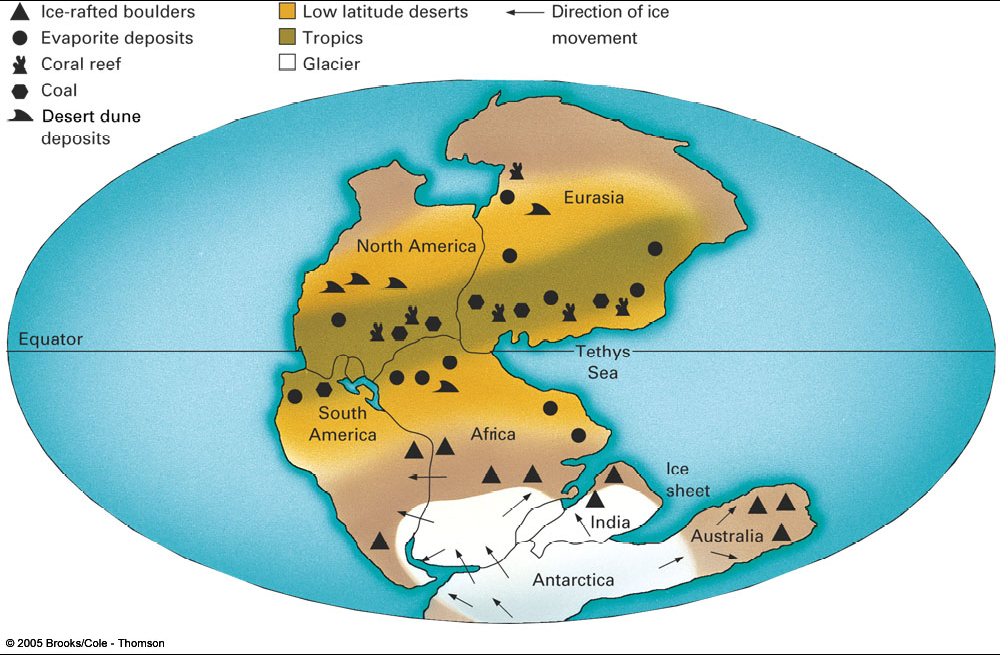 Ice-rafted boulders
Evaporite deposits
Coral reef
Coal
Desert dune
deposits
Low latitude deserts
Tropics
Glacier
Direction of ice
movement
Eurasia
North America
Equator
Tethys
Sea
South
America
Africa
Ice
sheet
India
Australia
Antarctica
© 2005 Brooks/Cole - Thomson